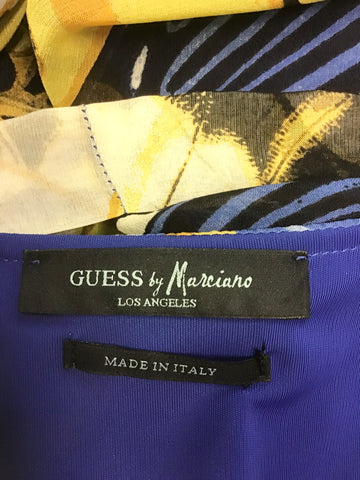 GUESS by Marciano
LOS ANGELES
MADE IN ITALY